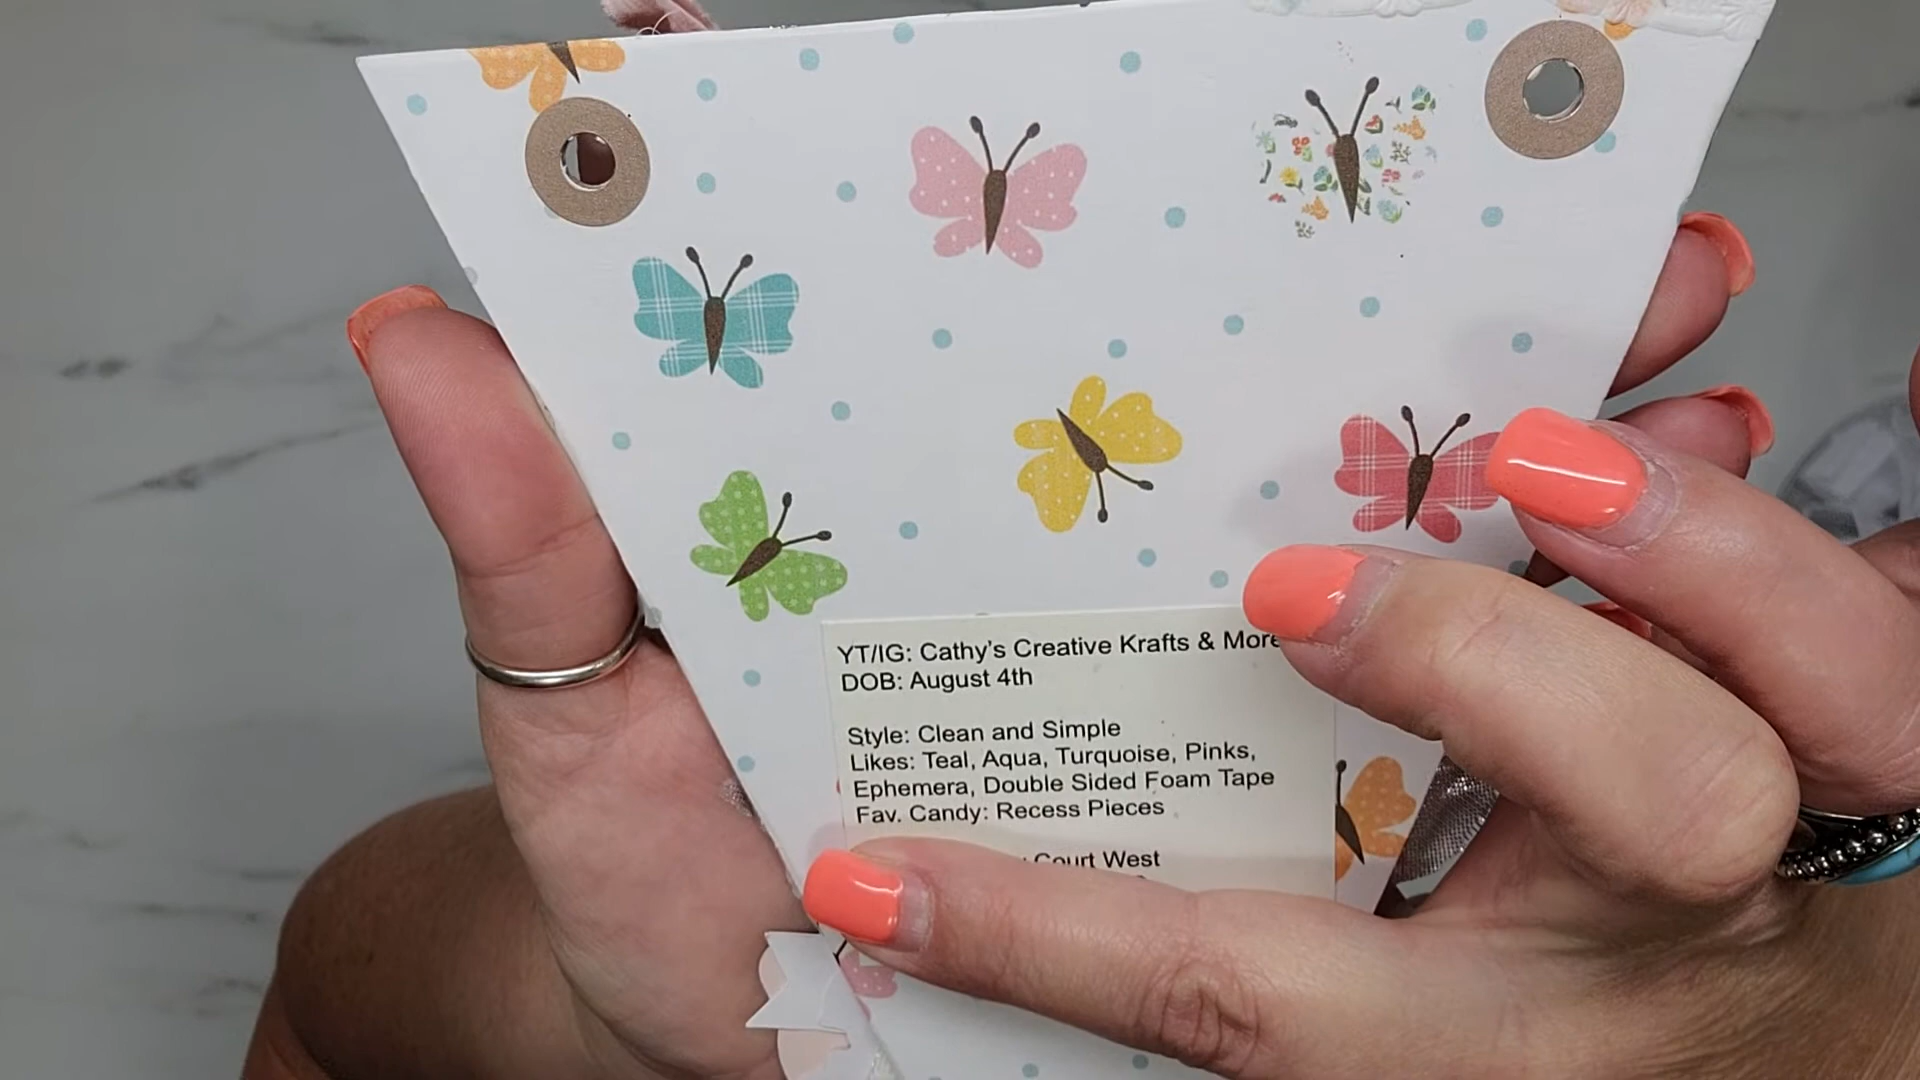 YT/IG: Cathy's Creative Krafts & More
DOB: August 4th
Style: Clean and Simple
Likes: Teal, Aqua, Turquoise, Pinks,
Ephemera, Double Sided Foam Tape
Fav. Candy: Recess Pieces
Court West